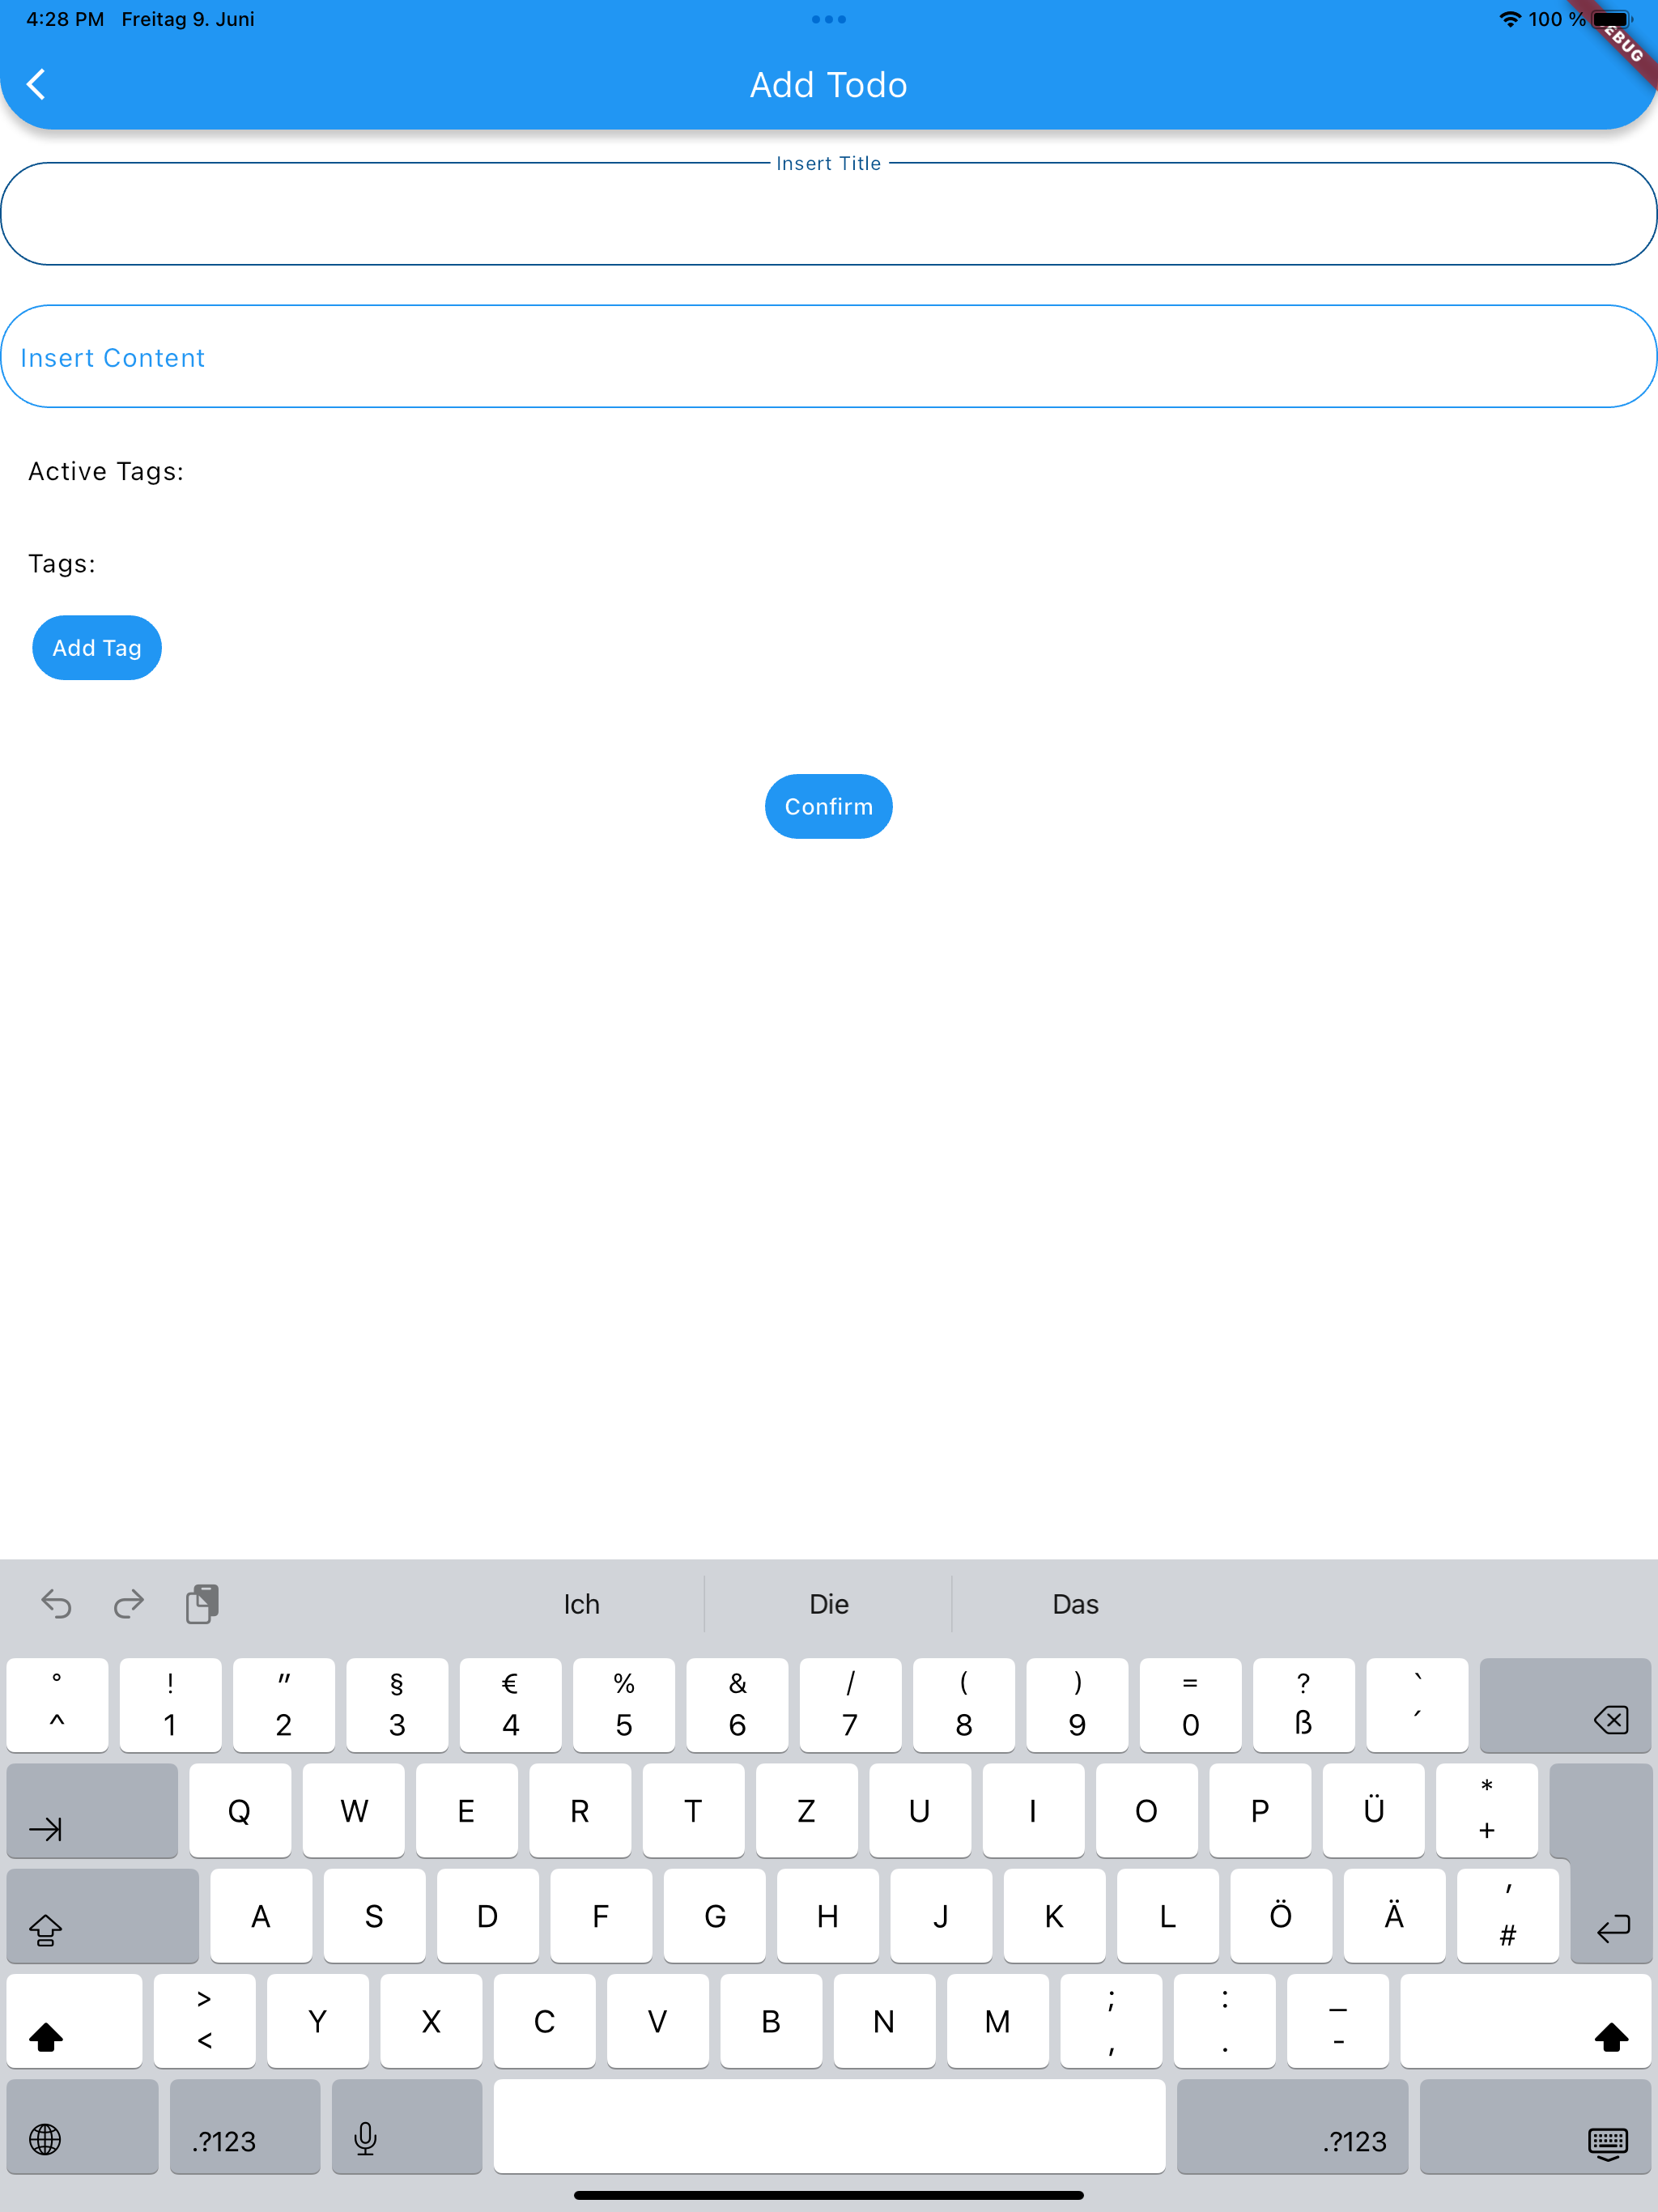 4:28 PM Freitag 9. Juni 100 %
EBUG
Add Todo
Insert Title
Insert Content
Active Tags:
Tags:
Add Tag
Confirm
Ich Die Das
° ! " § € % & / ( ) = ? `
^ 1 2 3 4 5 6 7 8 9 0 ß ´
Q W E R T Z U I O P Ü *
+
A S D F G H J K L Ö Ä '
#
> ; : _
< Y X C V B N M , . -
.?123 .?123